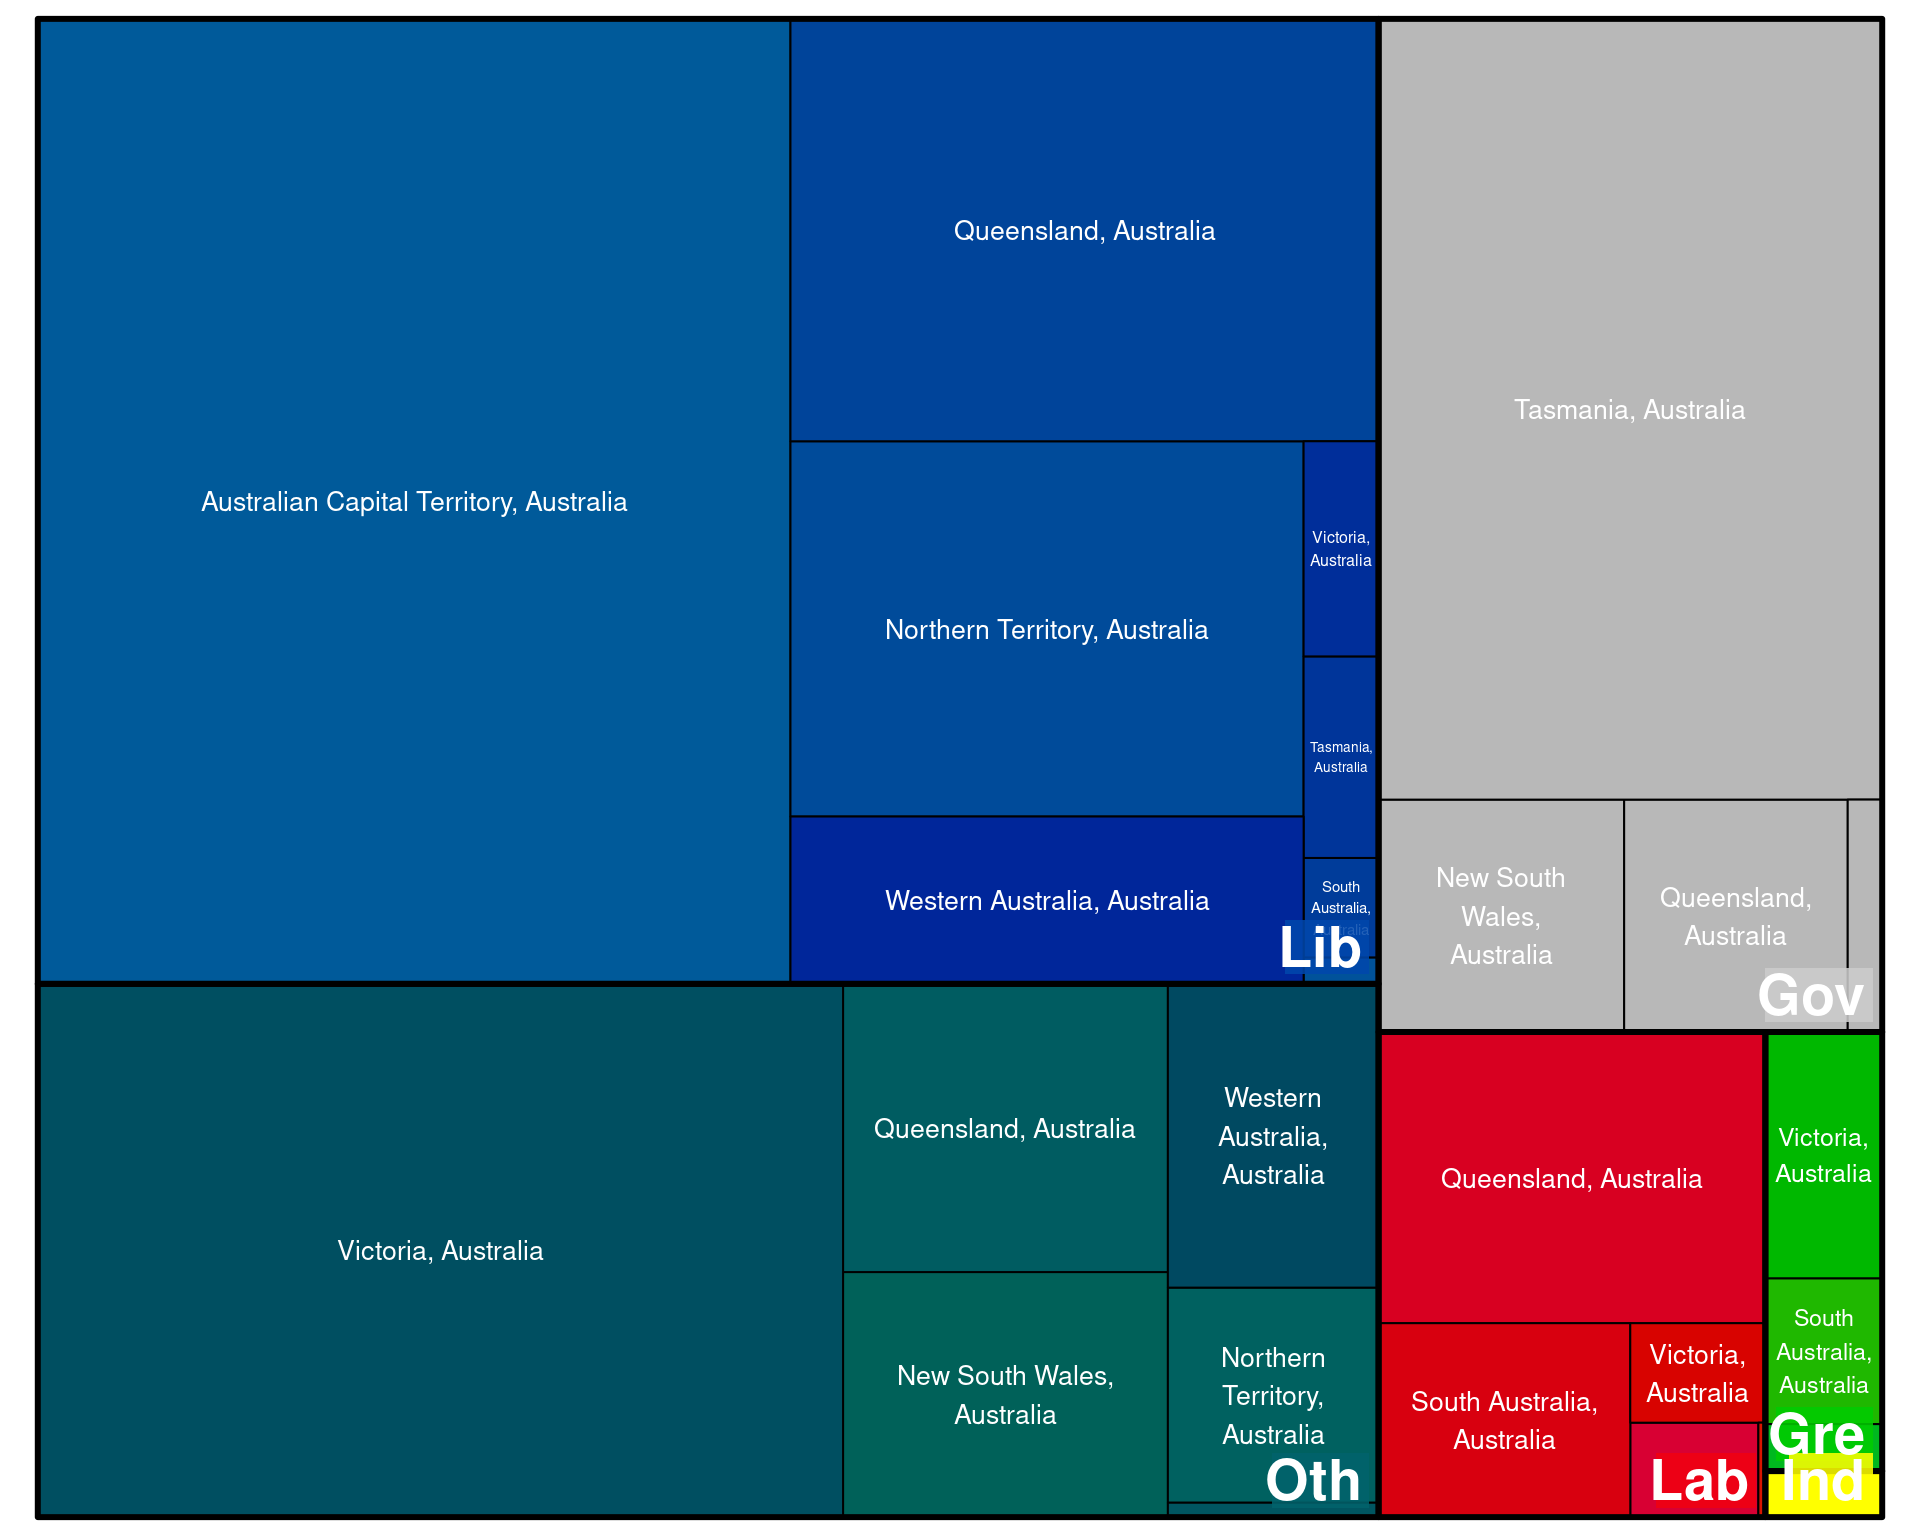 Australian Capital Territory, Australia
Queensland, Australia
Northern Territory, Australia
Victoria,
Australia
Tasmania,
Australia
Western Australia, Australia
South
Australia,
Australia
Lib
Tasmania, Australia
New South
Wales,
Australia
Queensland,
Australia
Gov
Victoria, Australia
Queensland, Australia
New South Wales,
Australia
Western
Australia,
Australia
Northern
Territory,
Australia
Oth
Queensland, Australia
South Australia,
Australia
Victoria,
Australia
Lab
Victoria,
Australia
South
Australia,
Australia
Gre
Ind